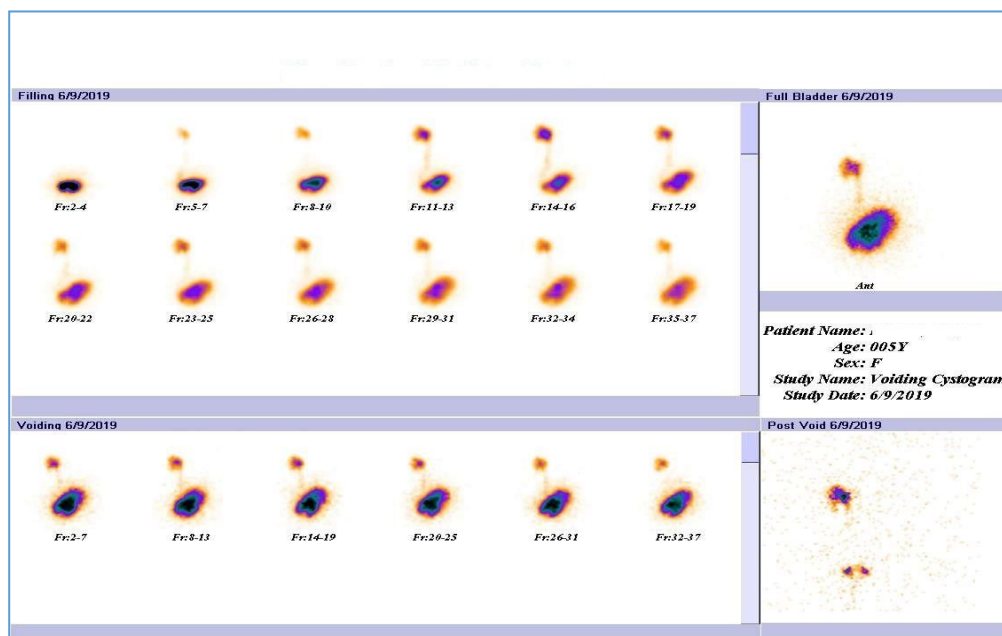 Filling 6/9/2019
Full Bladder 6/9/2019
Fr:2-4
Fr:5-7
Fr:8-10
Fr:11-13
Fr:14-16
Fr:17-19
Fr:20-22
Fr:23-25
Fr:26-28
Fr:29-31
Fr:32-34
Fr:35-37
Ant
Patient Name:
Age: 005Y
Sex: F
Study Name: Voiding Cystogram
Study Date: 6/9/2019
Voiding 6/9/2019
Post Void 6/9/2019
Fr:2-7
Fr:8-13
Fr:14-19
Fr:20-25
Fr:26-31
Fr:32-37